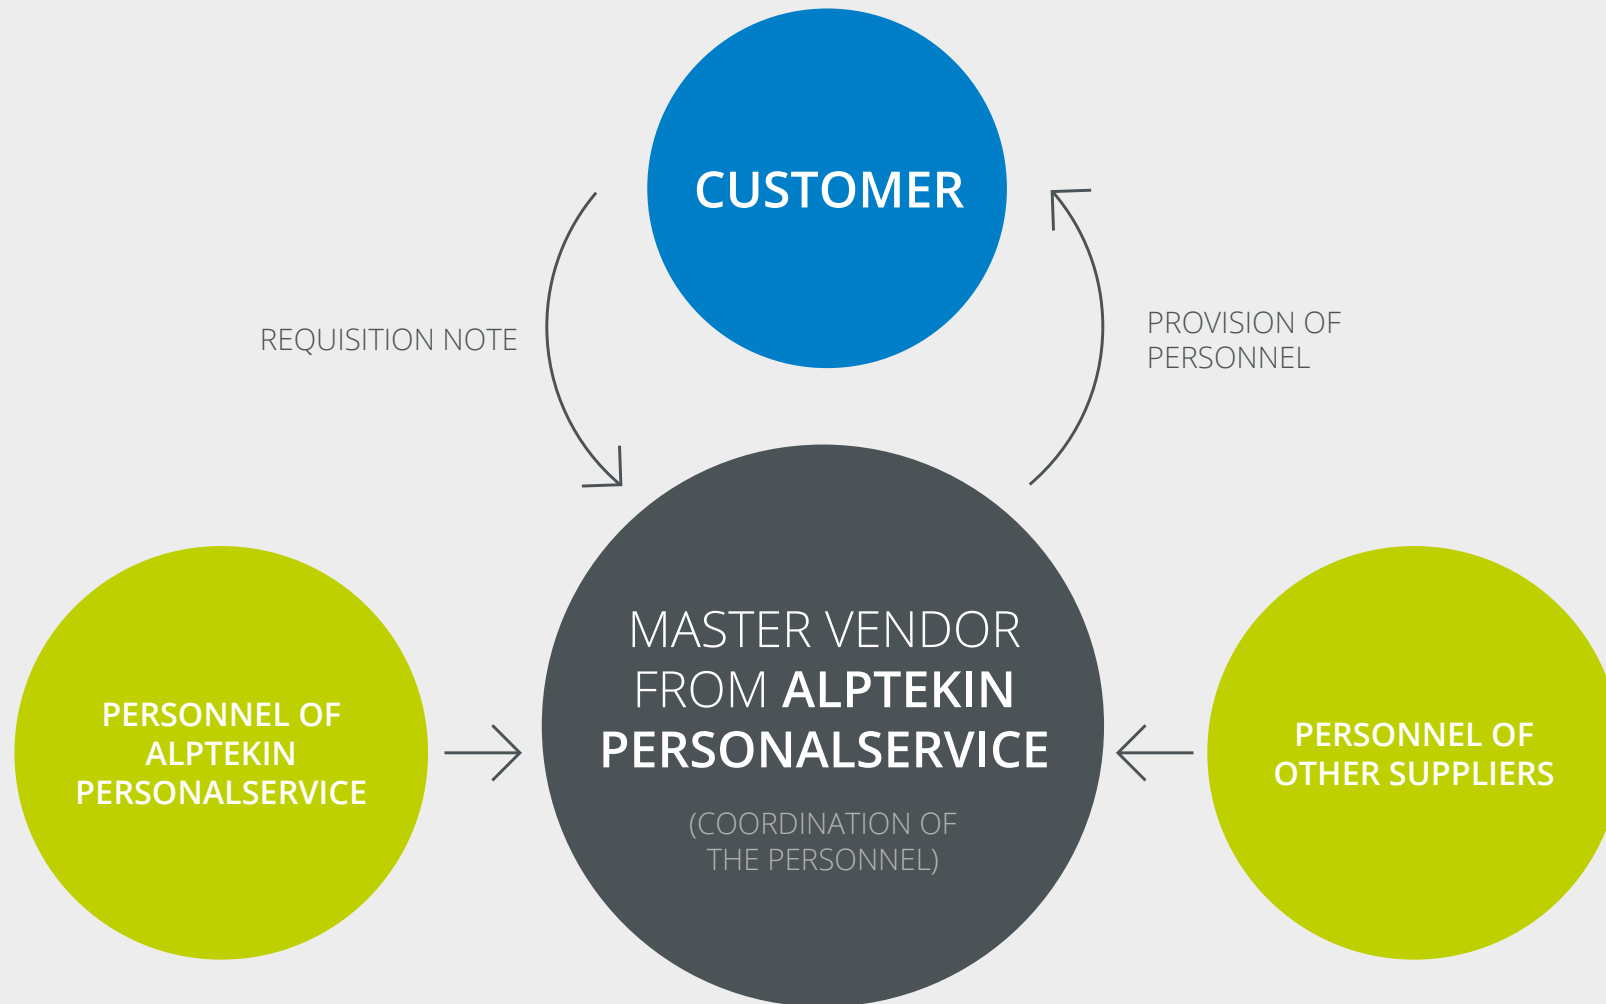 CUSTOMER
REQUISITION NOTE
PROVISION OF
PERSONNEL
MASTER VENDOR
FROM ALPTEKIN
PERSONALSERVICE
(COORDINATION OF
THE PERSONNEL)
PERSONNEL OF
ALPTEKIN
PERSONALSERVICE
PERSONNEL OF
OTHER SUPPLIERS